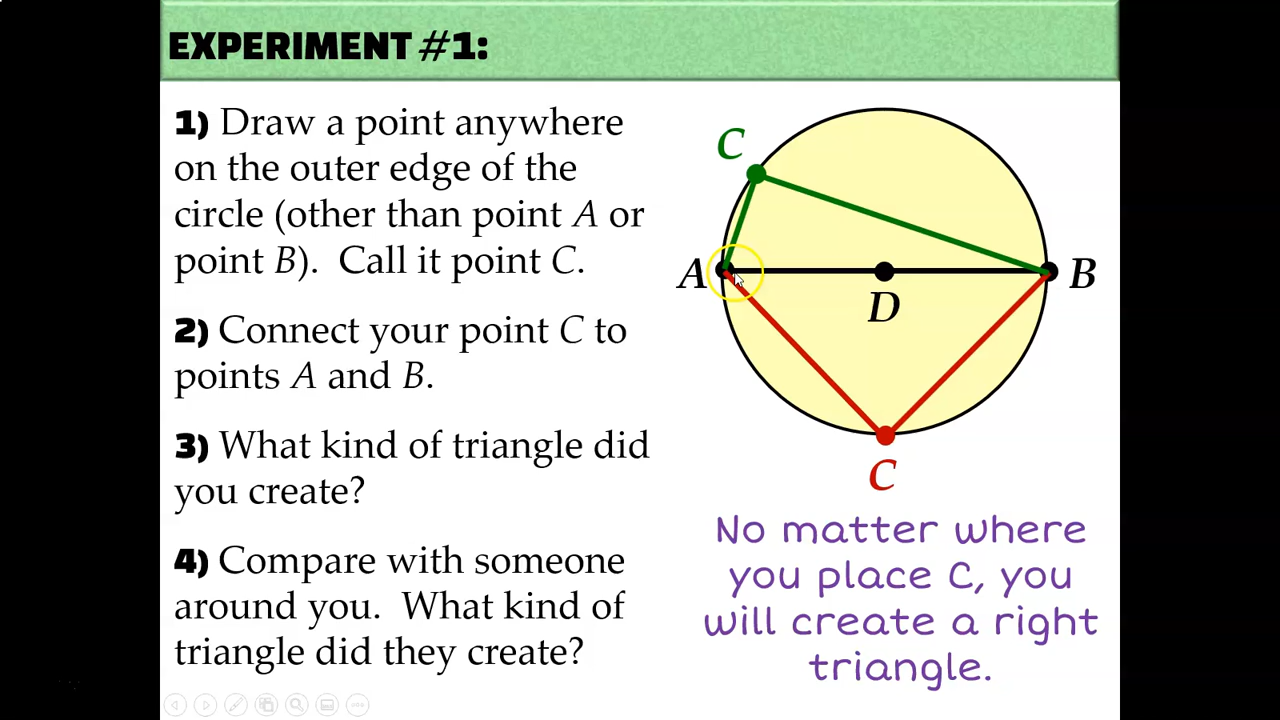 EXPERIMENT #1:
1) Draw a point anywhere
on the outer edge of the
circle (other than point A or
point B).  Call it point C.
2) Connect your point C to
points A and B.
3) What kind of triangle did
you create?
4) Compare with someone
around you.  What kind of
triangle did they create?
C
A
B
D
C
No matter where
you place C, you
will create a right
triangle.